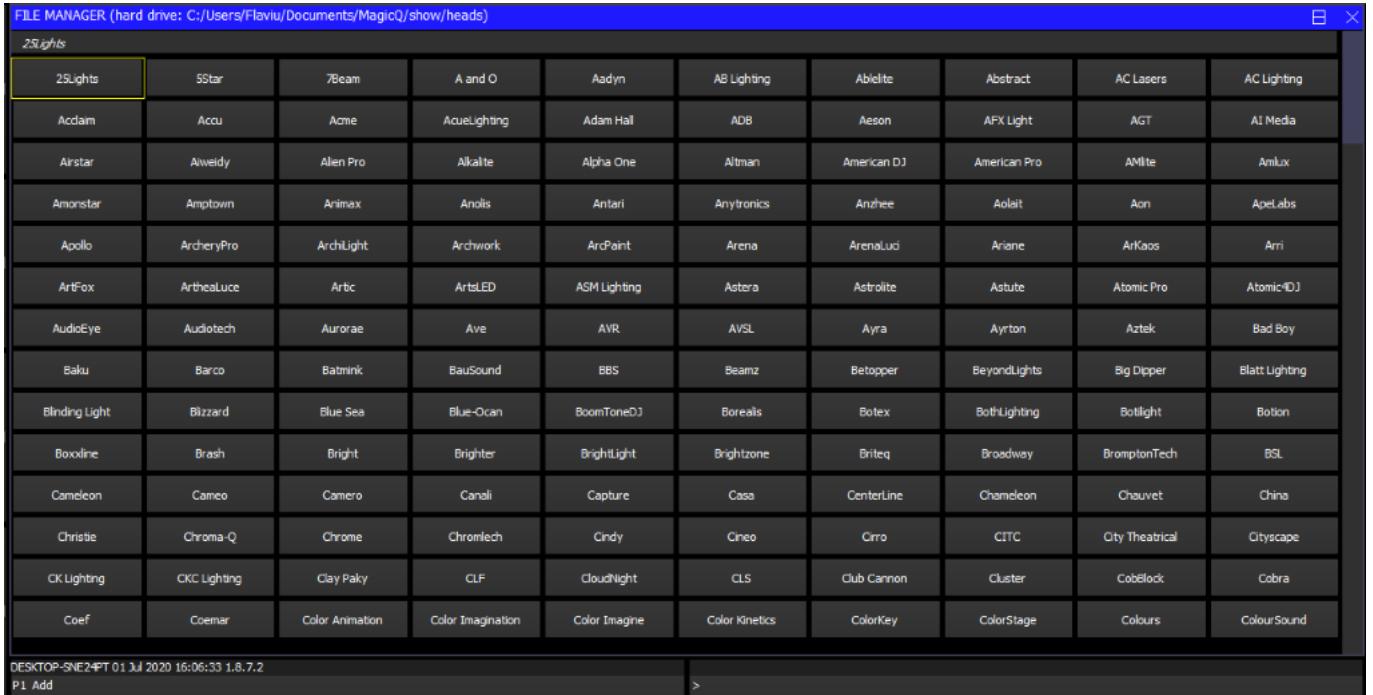 FILE MANAGER (hard drive: C:/Users/Flaviu/Documents/MagicQ/show/heads)
25Lights
25Lights 5Star 7Beam A and O Aadyn AB Lighting Ablelite Abstract AC Lasers AC Lighting
Acclaim Accu Acme AcueLighting Adam Hall ADB Aeson AFX Light AGT AI Media
Airstar Aiweidy Alien Pro Alkalite Alpha One Altman American DJ American Pro AMlite Amlux
Amonstar Amptown Animax Anolis Antari Anytronics Anzhee Aolait Aon ApeLabs
Apollo ArcheryPro ArchiLight Archwork ArcPaint Arena ArenaLuci Ariane ArKaos Arri
ArtFox ArtheaLuce Artic ArtsLED ASM Lighting Astera Astrolite Astute Atomic Pro Atomic4DJ
AudioEye Audiotech Aurorae Ave AVR AVSL Ayra Ayrton Aztek Bad Boy
Baku Barco Batmink BauSound BBS Beamz Betopper BeyondLights Big Dipper Blatt Lighting
Blinding Light Blizzard Blue Sea Blue-Ocan BoomToneDJ Borealis Botex BothLighting Botilight Botion
Boxxline Brash Bright Brighter BrightLight Brightzone Briteq Broadway BromptonTech BSL
Cameleon Cameo Camero Canali Capture Casa CenterLine Chameleon Chauvet China
Christie Chroma-Q Chrome Chromlech Cindy Cineo Cirro CITC City Theatrical Cityscape
CK Lighting CKC Lighting Clay Paky CLF CloudNight CLS Club Cannon Cluster CobBlock Cobra
Coef Coemar Color Animation Color Imagination Color Imagine Color Kinetics ColorKey ColorStage Colours ColourSound
DESKTOP-SNE24PT 01 Jul 2020 16:06:33 1.8.7.2
P1 Add >